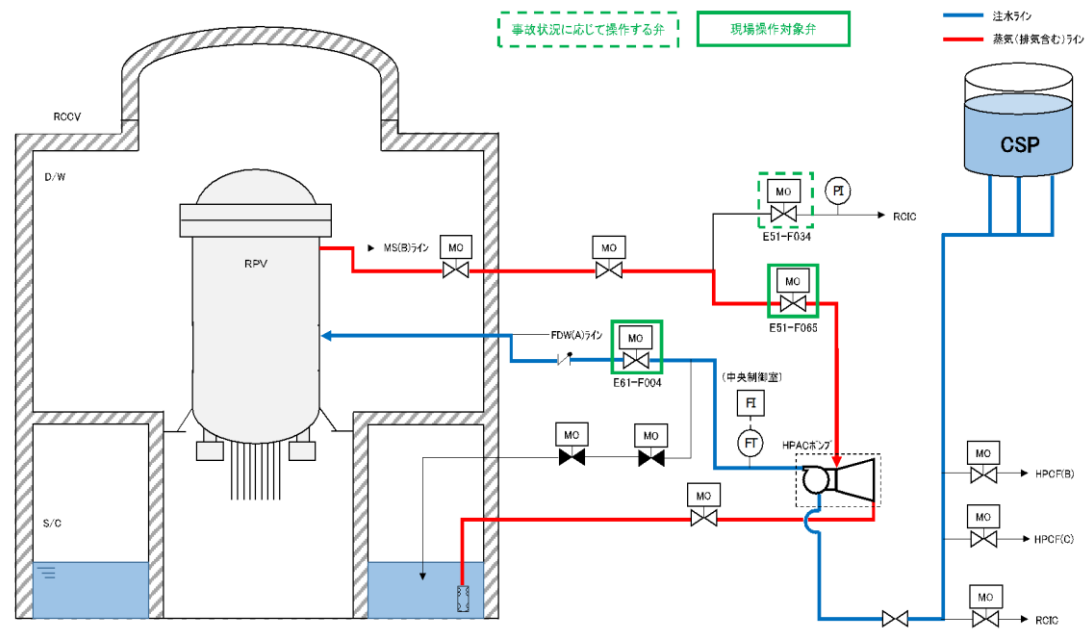 事故状況に応じて操作する弁
現場操作対象弁
注水ライン
蒸気(排気含む)ライン
RCCV
D/W
CSP
MO
PI
RCIC
E51-F034
MS(B)ライン
MO
MO
RPV
MO
E51-F065
FDW(A)ライン
MO
E61-F004
(中央制御室)
FI
FT
HPACポンプ
MO
MO
MO
HPCF(B)
S/C
MO
MO
HPCF(C)
MO
RCIC